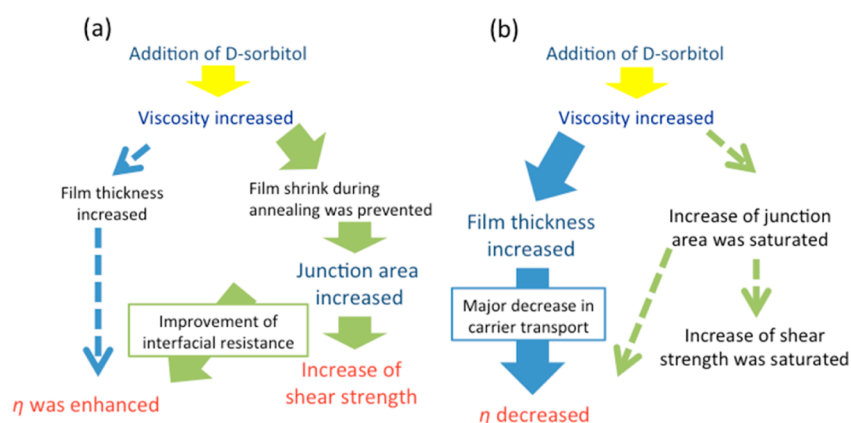 (a)
Addition of D-sorbitol
Viscosity increased
Film thickness
increased
Film shrink during
annealing was prevented
Junction area
increased
Improvement of
interfacial resistance
Increase of
shear strength
η was enhanced
(b)
Addition of D-sorbitol
Viscosity increased
Film thickness
increased
Increase of junction
area was saturated
Major decrease in
carrier transport
Increase of shear
strength was saturated
η decreased